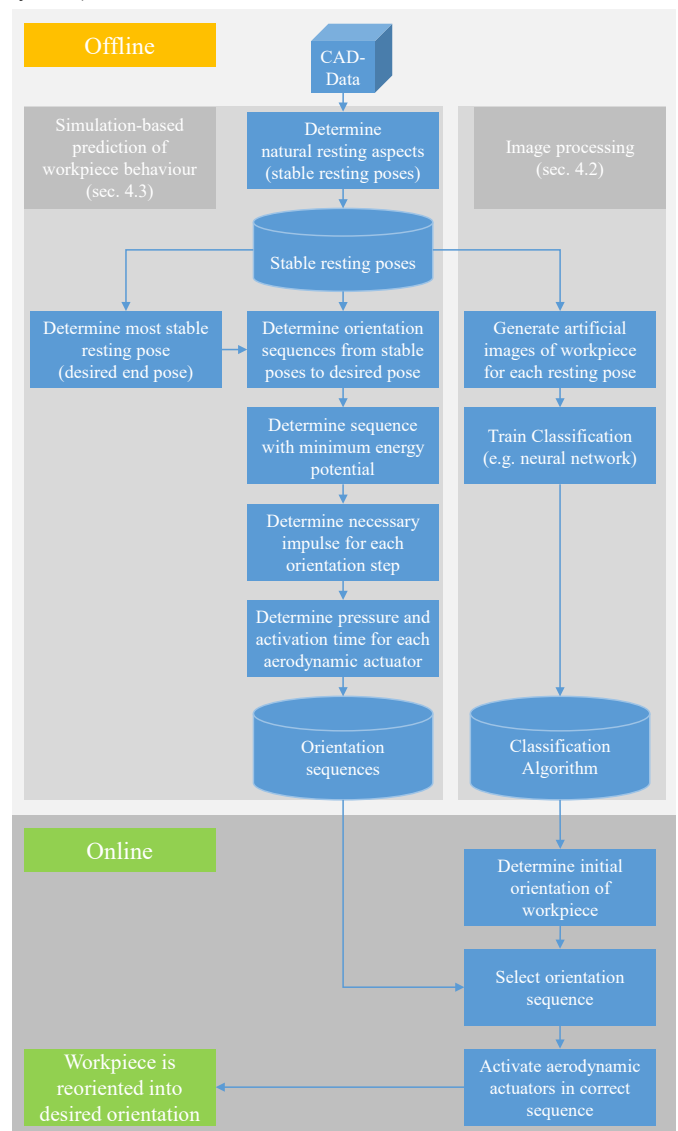 Offline
CAD-
Data
Simulation-based
prediction of
workpiece behaviour
(sec. 4.3)
Determine
natural resting aspects
(stable resting poses)
Image processing
(sec. 4.2)
Stable resting poses
Determine most stable
resting pose
(desired end pose)
Determine orientation
sequences from stable
poses to desired pose
Generate artificial
images of workpiece
for each resting pose
Determine sequence
with minimum energy
potential
Train Classification
(e.g. neural network)
Determine necessary
impulse for each
orientation step
Determine pressure and
activation time for each
aerodynamic actuator
Orientation
sequences
Classification
Algorithm
Online
Determine initial
orientation of
workpiece
Select orientation
sequence
Workpiece is
reoriented into
desired orientation
Activate aerodynamic
actuators in correct
sequence